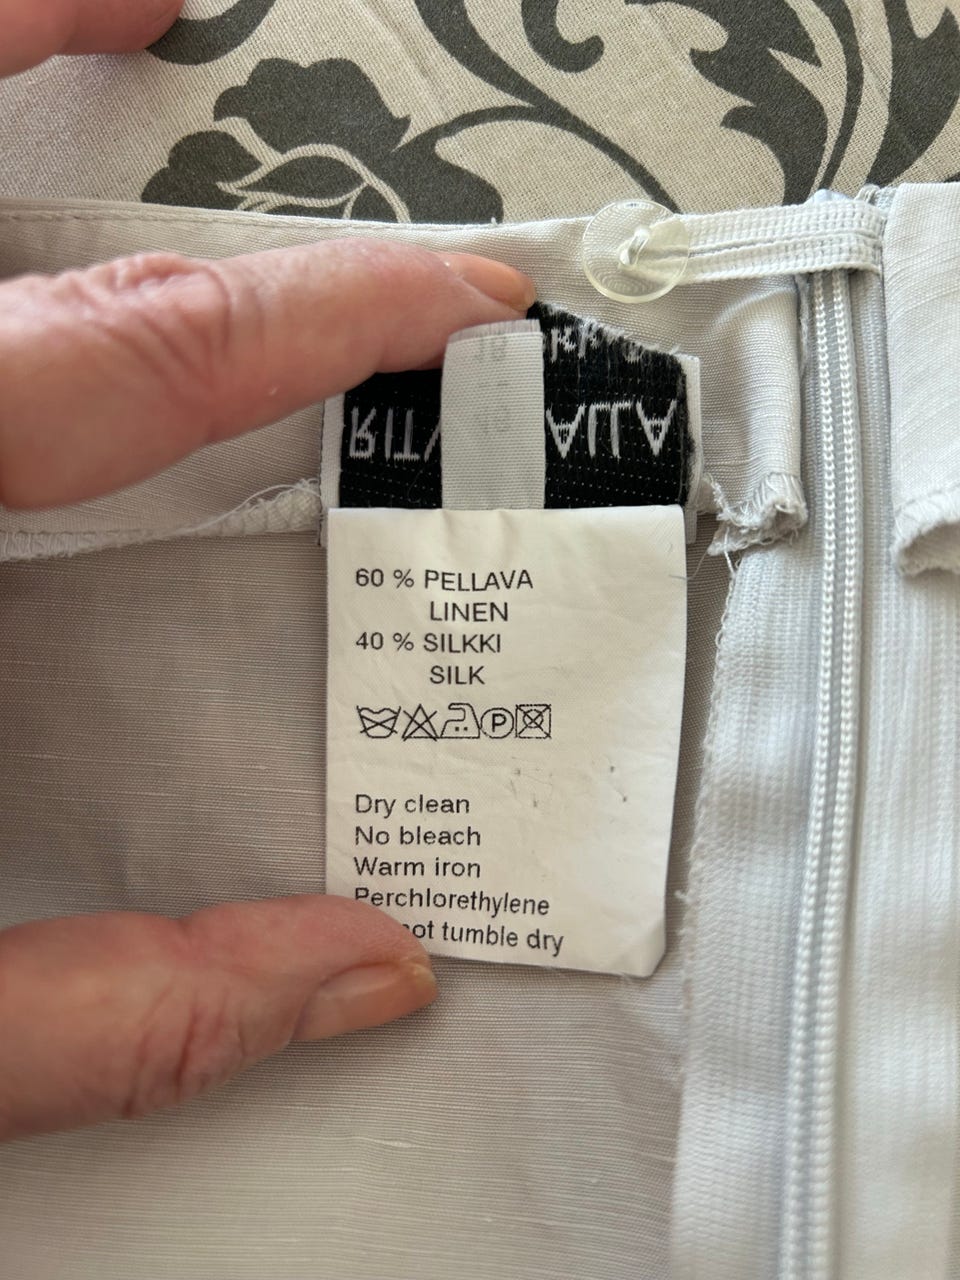 60 % PELLAVA
LINEN
40 % SILKKI
SILK
P
Dry clean
No bleach
Warm iron
Perchlorethylene
not tumble dry